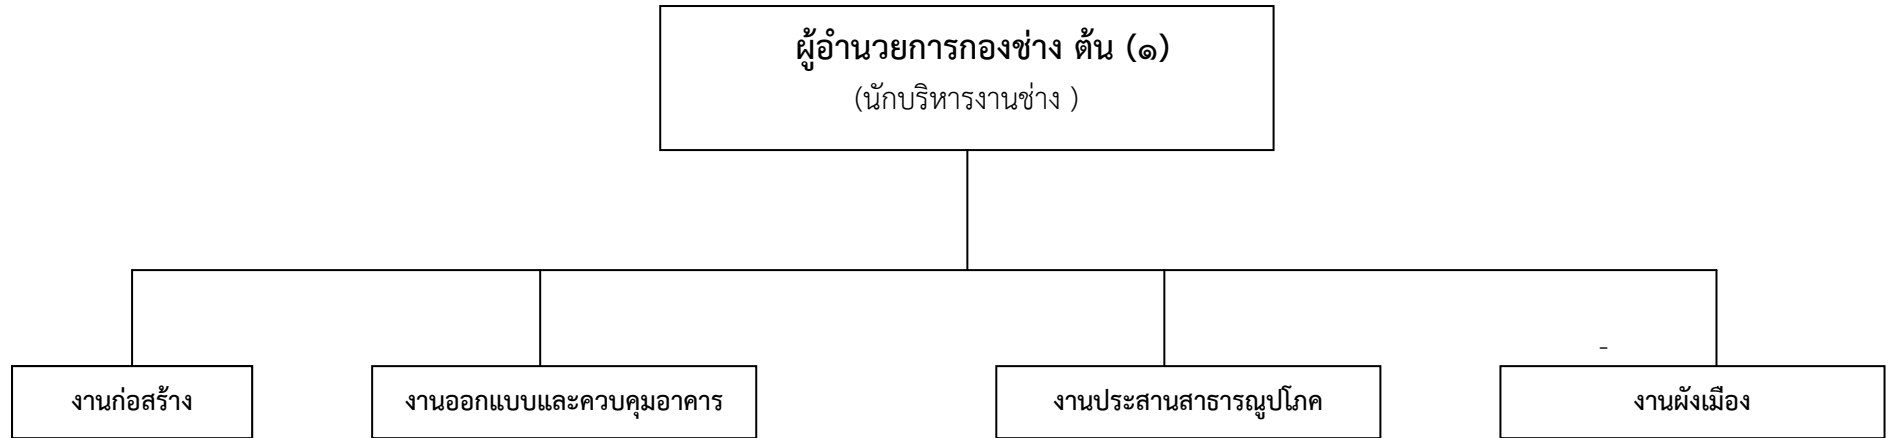 ผู้อำนวยการกองช่าง ต้น (๑)
(นักบริหารงานช่าง )
-
งานก่อสร้าง
งานออกแบบและควบคุมอาคาร
งานประสานสาธารณูปโภค
งานผังเมือง